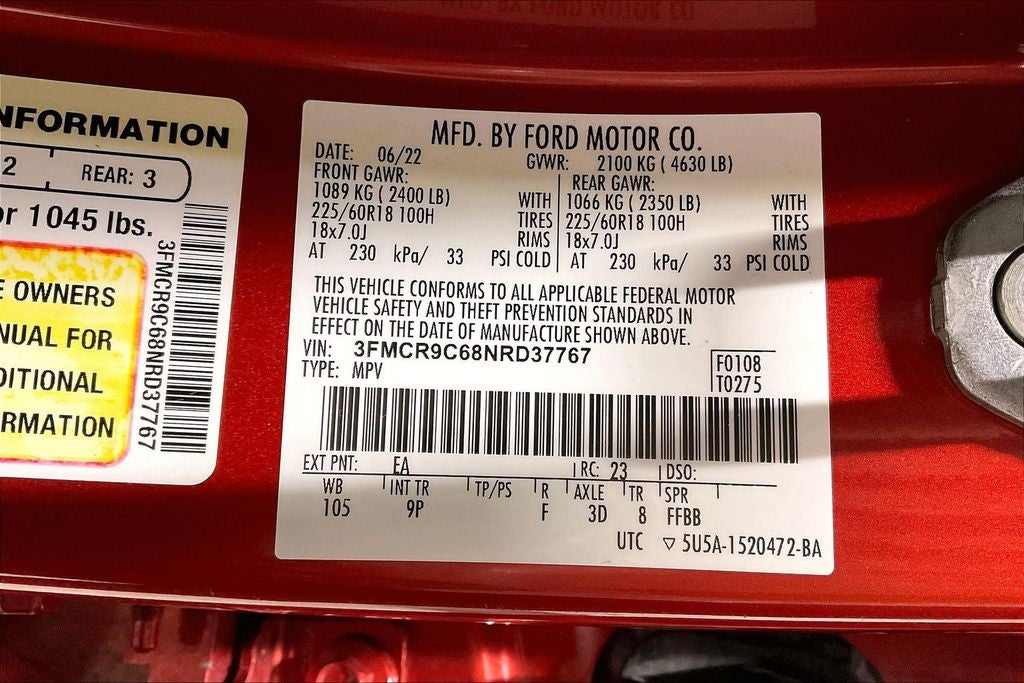 NFORMATION
2 REAR: 3
or 1045 lbs.
E OWNERS
NUAL FOR
DITIONAL
RMATION
3FMCR9C68NRD37767
MFD. BY FORD MOTOR CO.
DATE: 06/22 GVWR: 2100 KG ( 4630 LB)
FRONT GAWR: REAR GAWR:
1089 KG ( 2400 LB) WITH 1066 KG ( 2350 LB) WITH
225/60R18 100H TIRES 225/60R18 100H TIRES
18x7.0J RIMS 18x7.0J RIMS
AT 230 kPa/ 33 PSI COLD AT 230 kPa/ 33 PSI COLD
THIS VEHICLE CONFORMS TO ALL APPLICABLE FEDERAL MOTOR
VEHICLE SAFETY AND THEFT PREVENTION STANDARDS IN
EFFECT ON THE DATE OF MANUFACTURE SHOWN ABOVE.
VIN: 3FMCR9C68NRD37767 F0108
TYPE: MPV T0275
EXT PNT: EA RC: 23 DSO:
WB INT TR TP/PS R AXLE TR SPR
105 9P F 3D 8 FFBB
UTC ▽ 5U5A-1520472-BA